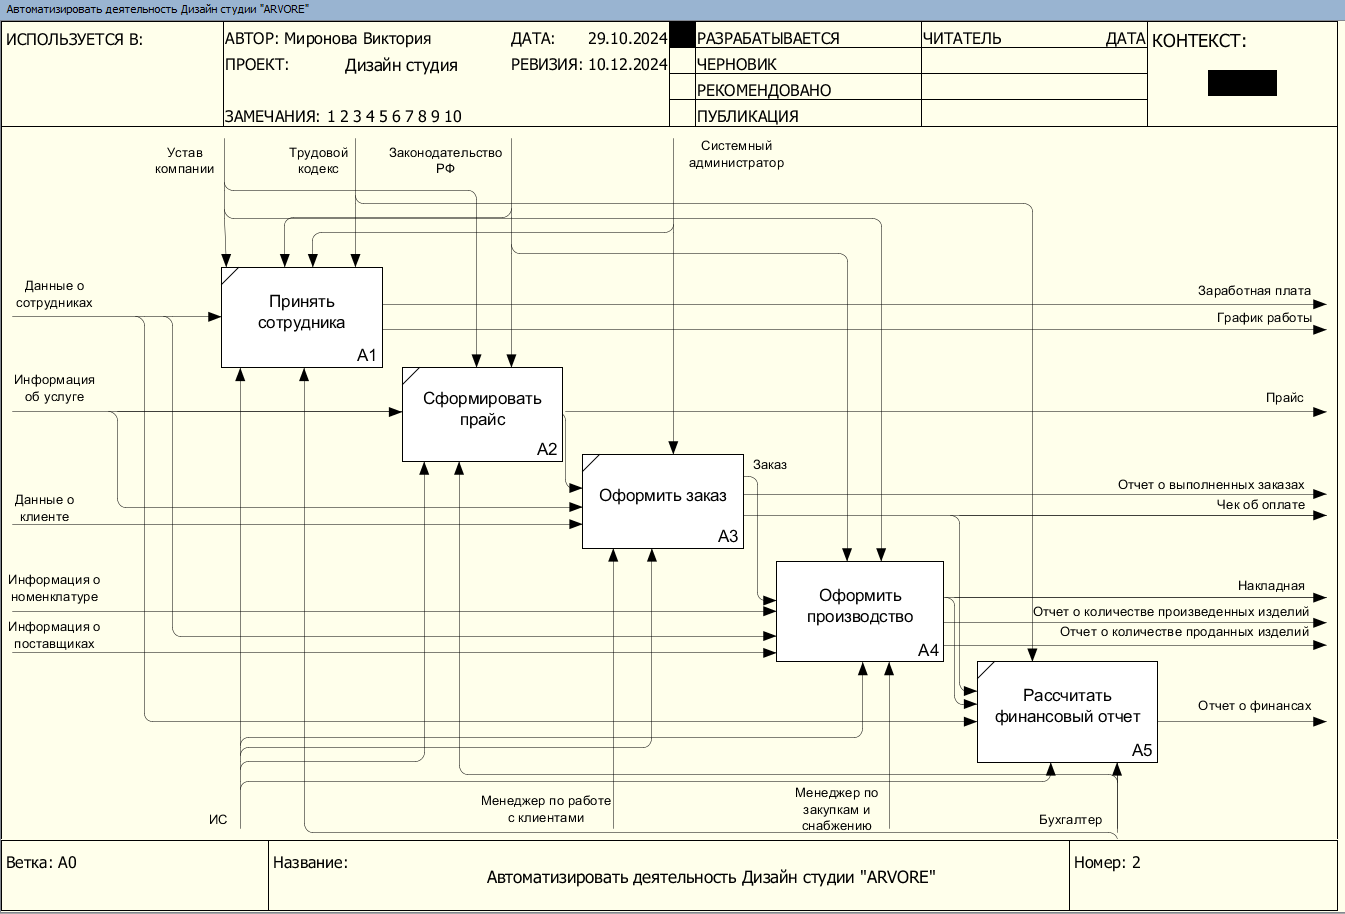 Автоматизировать деятельность Дизайн студии "ARVORE"
ИСПОЛЬЗУЕТСЯ В:
АВТОР: Миронова Виктория
ДАТА: 29.10.2024
ПРОЕКТ: Дизайн студия
РЕВИЗИЯ: 10.12.2024
ЗАМЕЧАНИЯ: 1 2 3 4 5 6 7 8 9 10
РАЗРАБАТЫВАЕТСЯ
ЧЕРНОВИК
РЕКОМЕНДОВАНО
ПУБЛИКАЦИЯ
ЧИТАТЕЛЬ
ДАТА
КОНТЕКСТ:
Устав
компании
Трудовой
кодекс
Законодательство
РФ
Системный
администратор
Данные о
сотрудниках
Принять
сотрудника
A1
Заработная плата
График работы
Информация
об услуге
Сформировать
прайс
A2
Прайс
Данные о
клиенте
Оформить заказ
A3
Заказ
Отчет о выполненных заказах
Чек об оплате
Информация о
номенклатуре
Информация о
поставщиках
Оформить
производство
A4
Накладная
Отчет о количестве произведенных изделий
Отчет о количестве проданных изделий
Рассчитать
финансовый отчет
A5
Отчет о финансах
ИС
Менеджер по работе
с клиентами
Менеджер по
закупкам и
снабжению
Бухгалтер
Ветка: A0
Название:
Автоматизировать деятельность Дизайн студии "ARVORE"
Номер: 2